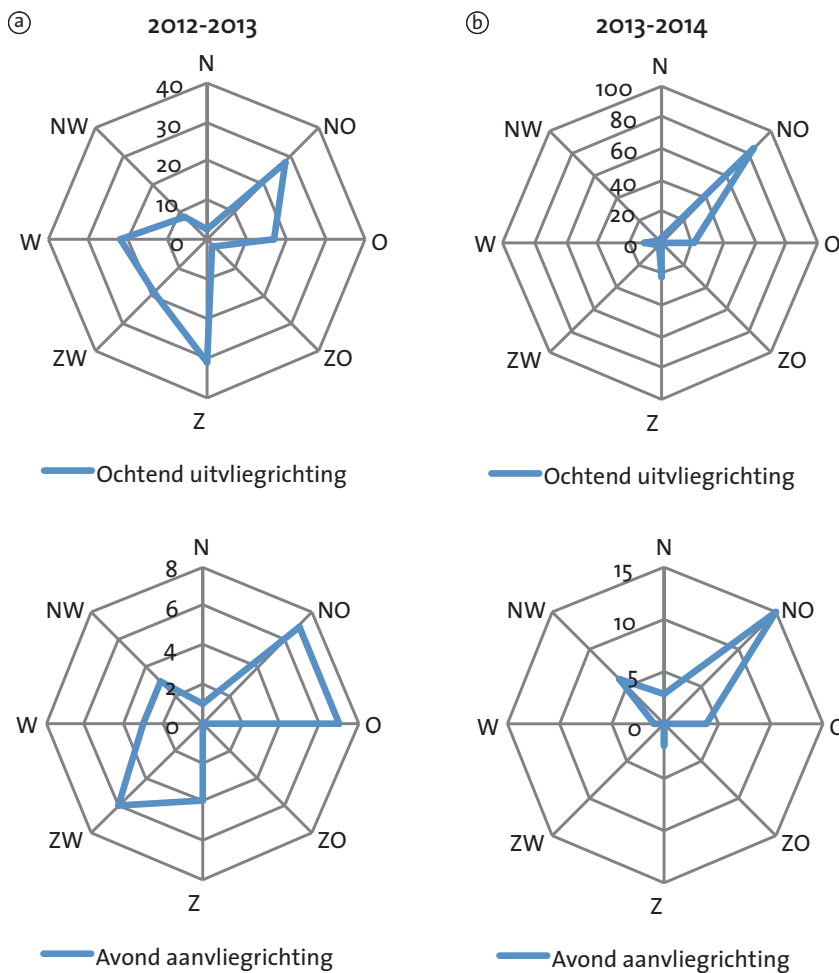 a 2012-2013
N
40
30
20
10
0
NW
NO
W
O
ZW
ZO
Z
Ochtend uitvliegrichting
b 2013-2014
N
100
80
60
40
20
0
NW
NO
W
O
ZW
ZO
Z
Ochtend uitvliegrichting
N
8
6
4
2
0
NW
NO
W
O
ZW
ZO
Z
Avond aanvliegrichting
N
15
10
5
0
NW
NO
W
O
ZW
ZO
Z
Avond aanvliegrichting